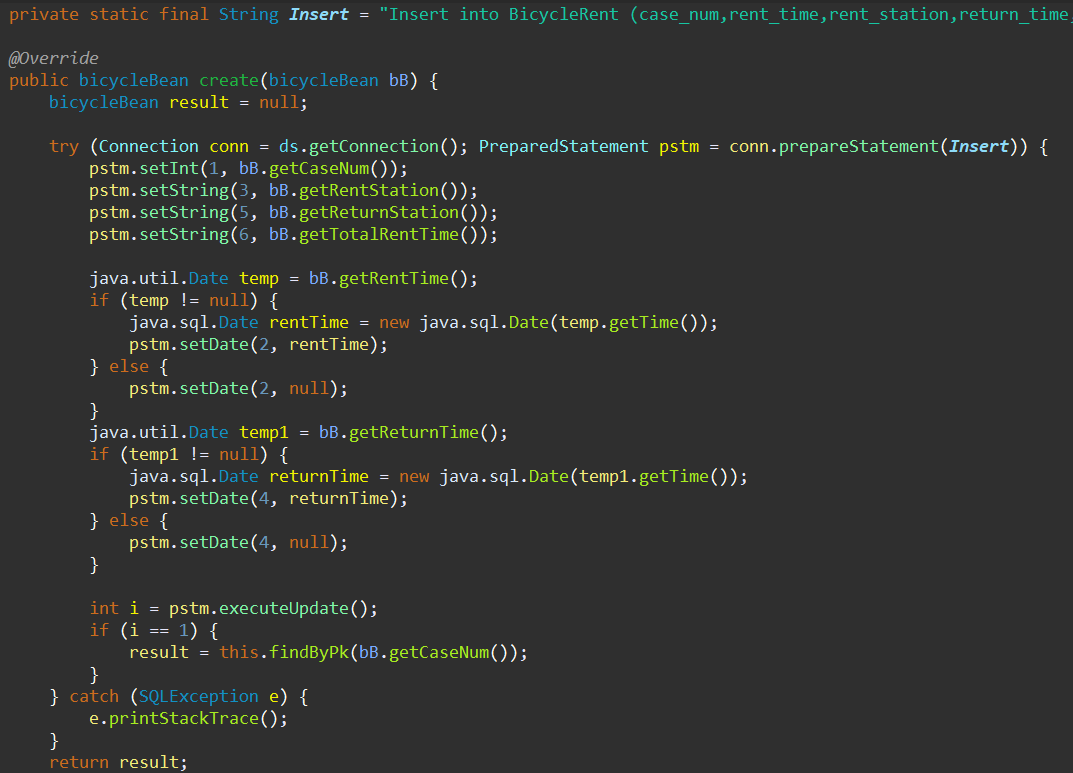 private static final String Insert = "Insert into BicycleRent (case_num,rent_time,rent_station,return_time,
@Override
public bicycleBean create(bicycleBean bB) {
    bicycleBean result = null;
    try (Connection conn = ds.getConnection(); PreparedStatement pstm = conn.prepareStatement(Insert)) {
        pstm.setInt(1, bB.getCaseNum());
        pstm.setString(3, bB.getRentStation());
        pstm.setString(5, bB.getReturnStation());
        pstm.setString(6, bB.getTotalRentTime());
        java.util.Date temp = bB.getRentTime();
        if (temp != null) {
            java.sql.Date rentTime = new java.sql.Date(temp.getTime());
            pstm.setDate(2, rentTime);
        } else {
            pstm.setDate(2, null);
        }
        java.util.Date temp1 = bB.getReturnTime();
        if (temp1 != null) {
            java.sql.Date returnTime = new java.sql.Date(temp1.getTime());
            pstm.setDate(4, returnTime);
        } else {
            pstm.setDate(4, null);
        }
        int i = pstm.executeUpdate();
        if (i == 1) {
            result = this.findByPk(bB.getCaseNum());
        }
    } catch (SQLException e) {
        e.printStackTrace();
    }
    return result;